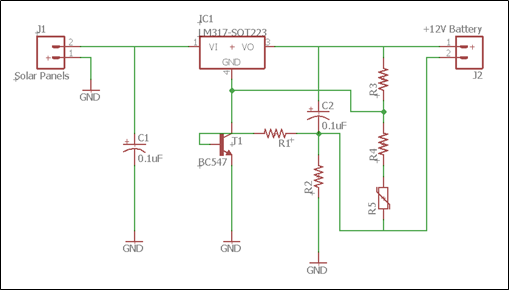 J1
2
1
Solar Panels
GND
IC1
LM317-SOT223
1
VI
+
VO
3
GND
4
+12V Battery
1
+
2
-
J2
R3
C1
0.1uF
T1
BC547
R1
C2
0.1uF
R4
R2
R5
GND
GND
GND